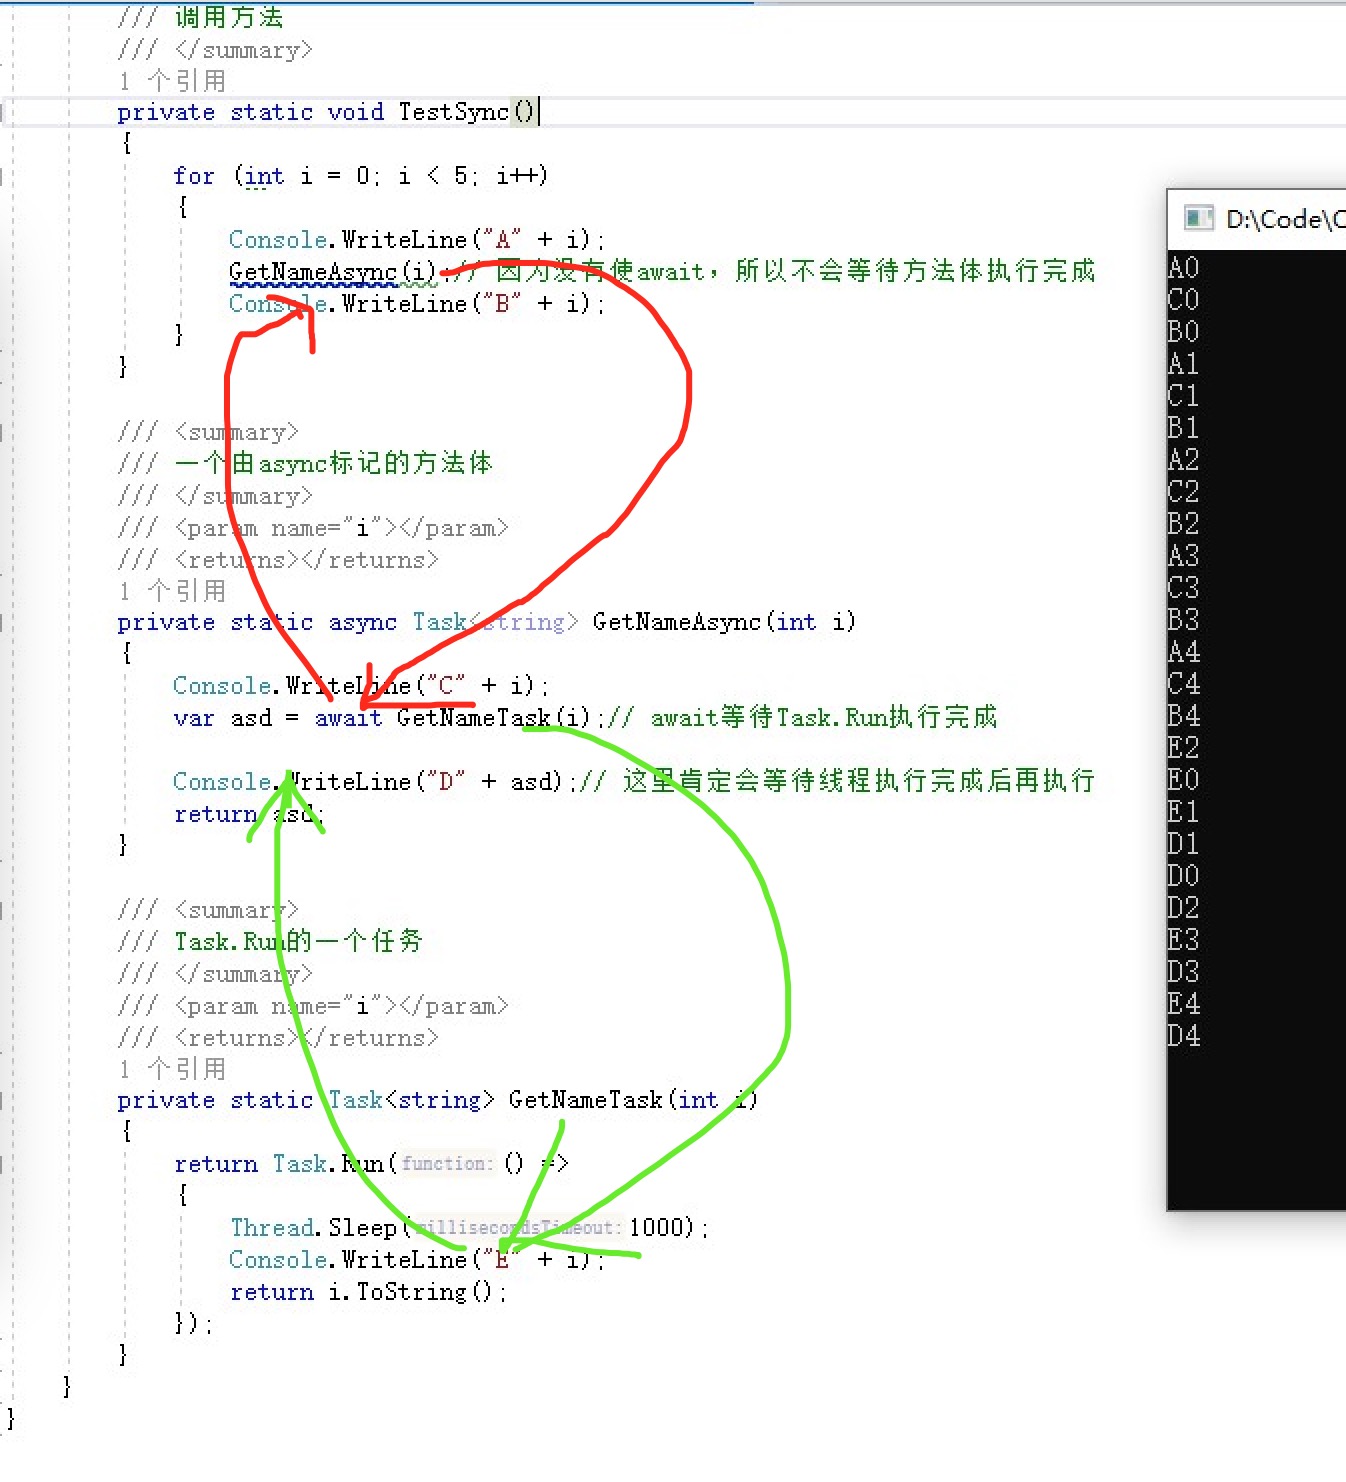 /// 调用方法
/// </summary>
1 个引用
private static void TestSync()
{
for (int i = 0; i < 5; i++)
{
Console.WriteLine("A" + i);
GetNameAsync(i);// 因为没有使await，所以不会等待方法体执行完成
Console.WriteLine("B" + i);
}
}
/// <summary>
/// 一个由async标记的方法体
/// </summary>
/// <param name="i"></param>
/// <returns></returns>
1 个引用
private static async Task<string> GetNameAsync(int i)
{
Console.WriteLine("C" + i);
var asd = await GetNameTask(i);// await等待Task.Run执行完成
Console.WriteLine("D" + asd);// 这里肯定会等待线程执行完成后再执行
return asd;
}
/// <summary>
/// Task.Run的一个任务
/// </summary>
/// <param name="i"></param>
/// <returns></returns>
1 个引用
private static Task<string> GetNameTask(int i)
{
return Task.Run(function: () =>
{
Thread.Sleep(millisecondsTimeout: 1000);
Console.WriteLine("E" + i);
return i.ToString();
});
}
}
}
D:\Code\C
A0
C0
B0
A1
C1
B1
A2
C2
B2
A3
C3
B3
A4
C4
B4
E2
E0
E1
D1
D0
D2
E3
D3
E4
D4